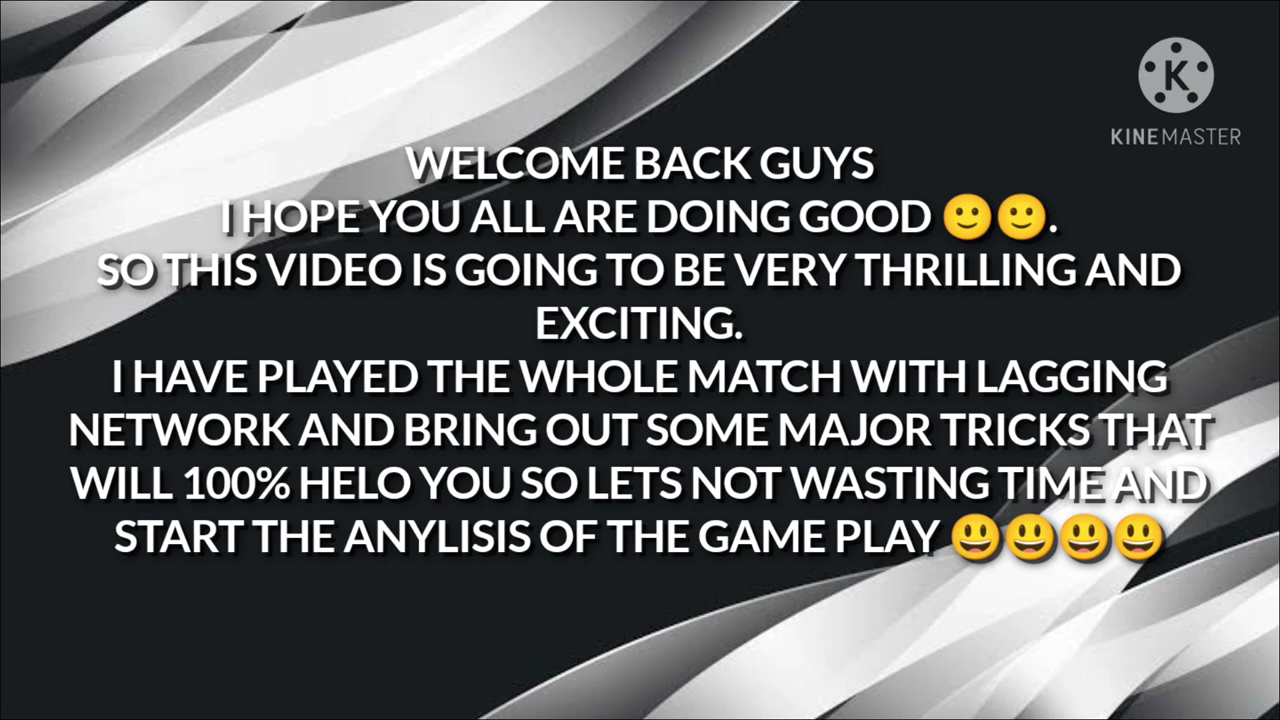 K
KINEMASTER
WELCOME BACK GUYS
I HOPE YOU ALL ARE DOING GOOD 🙂🙂.
SO THIS VIDEO IS GOING TO BE VERY THRILLING AND
EXCITING.
I HAVE PLAYED THE WHOLE MATCH WITH LAGGING
NETWORK AND BRING OUT SOME MAJOR TRICKS THAT
WILL 100% HELO YOU SO LETS NOT WASTING TIME AND
START THE ANYLISIS OF THE GAME PLAY 😃😃😃😃